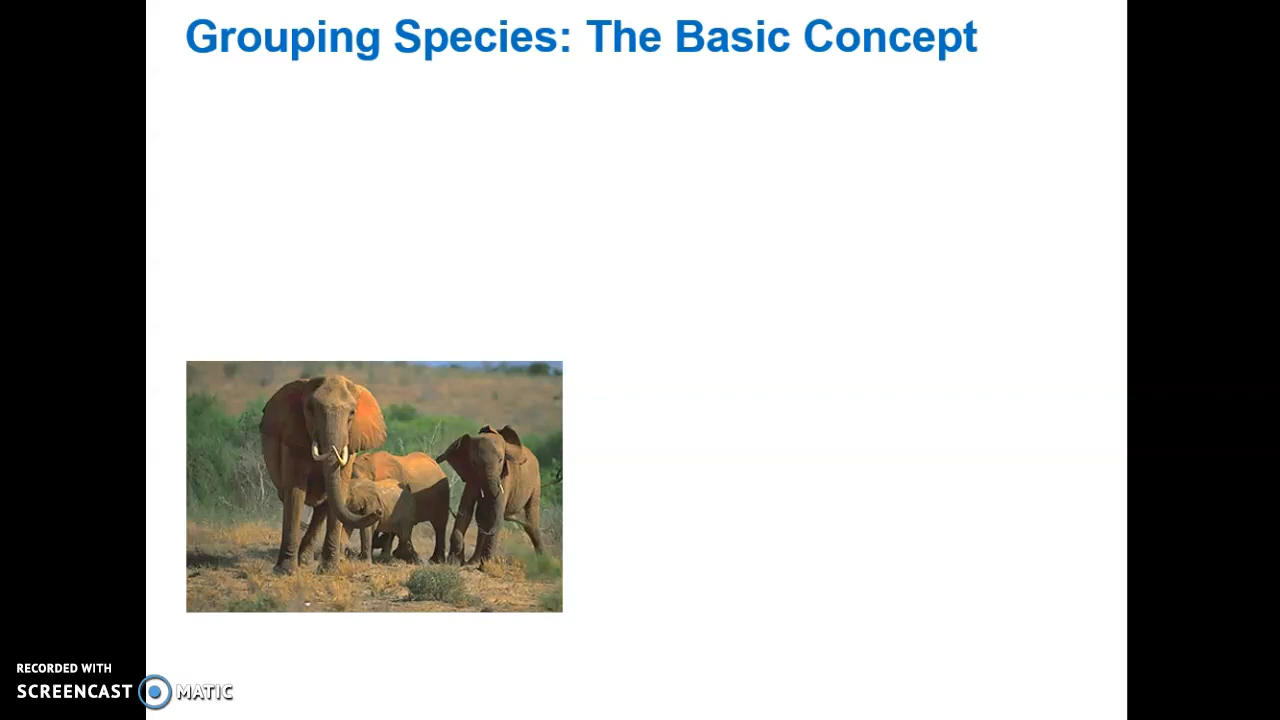 Grouping Species: The Basic Concept
RECORDED WITH
SCREENCAST MATIC